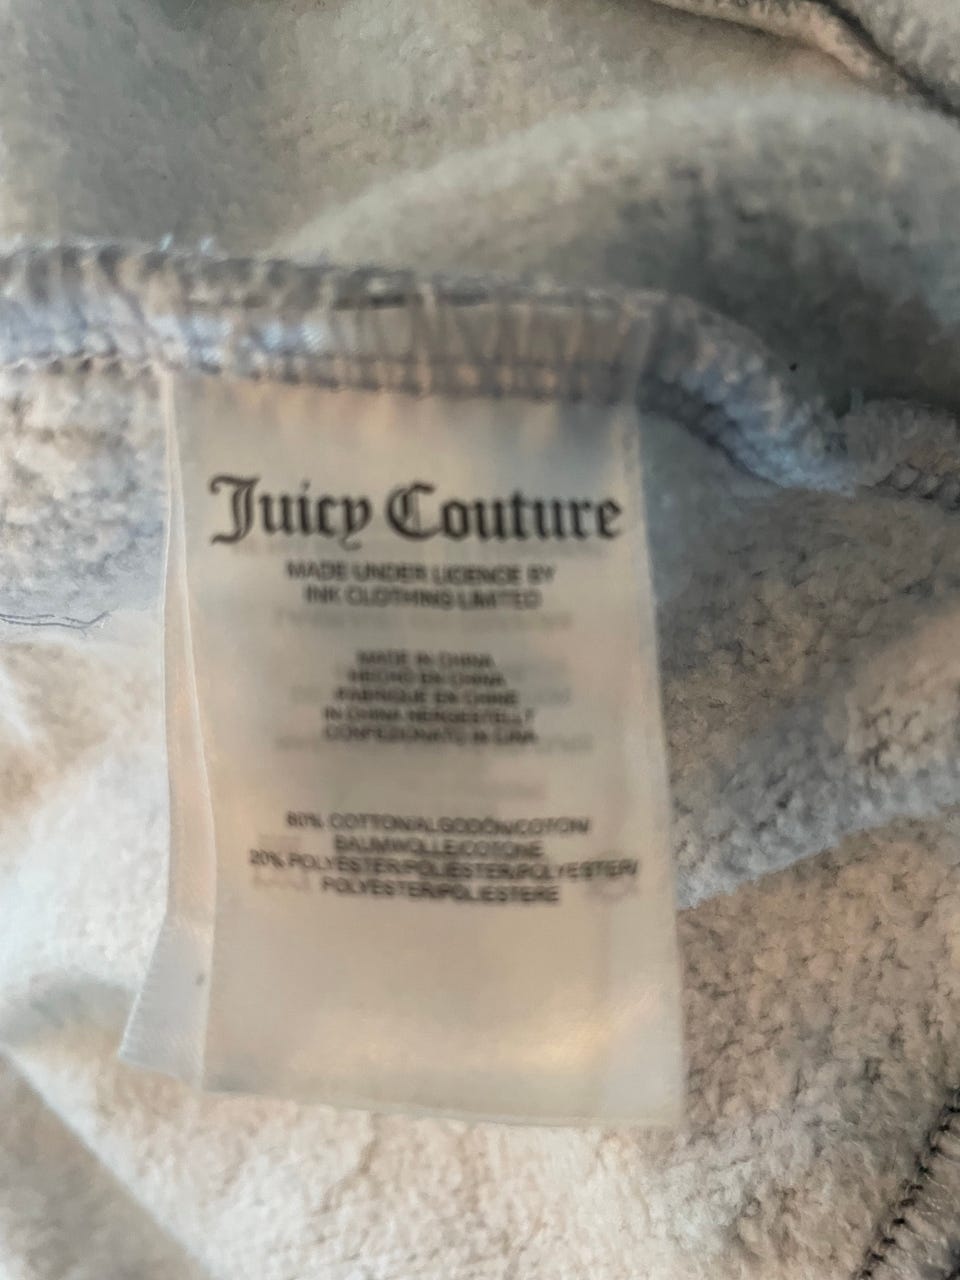 Juicy Couture
MADE UNDER LICENCE BY
INK CLOTHING LIMITED
MADE IN CHINA
HECHO EN CHINA
FABRIQUE EN CHINE
IN CHINA HERGESTELLT
CONFEZIONATO IN CINA
80% COTTON/ALGODÓN/COTON/
BAUMWOLLE/COTONE
20% POLYESTER/POLIESTER/POLYESTER/
POLYESTER/POLIESTERE